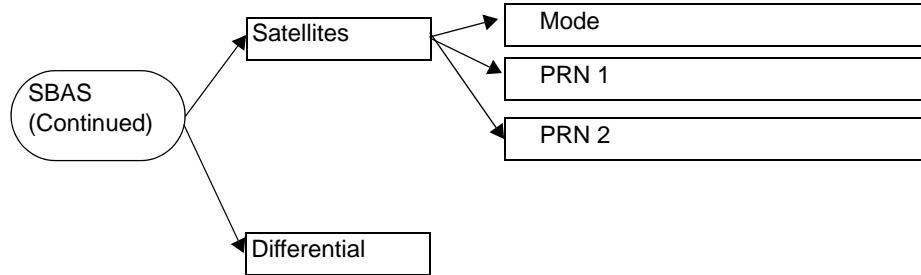 SBAS
(Continued)
Satellites
Mode
PRN 1
PRN 2
Differential